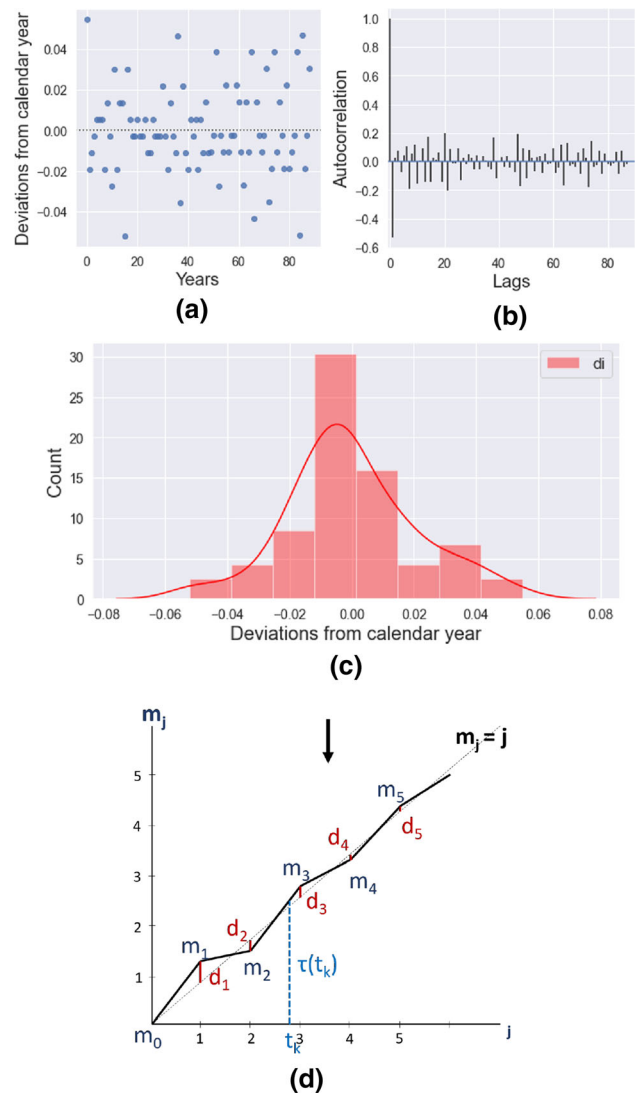 Deviations from calendar year
0.04
0.02
0.00
−0.02
−0.04
0 20 40 60 80
Years
(a)
Autocorrelation
1.0
0.8
0.6
0.4
0.2
0.0
−0.2
−0.4
−0.6
0 20 40 60 80
Lags
(b)
Count
30
25
20
15
10
5
0
di
−0.08 −0.06 −0.04 −0.02 0.00 0.02 0.04 0.06 0.08
Deviations from calendar year
(c)
mj
mj = j
5
4
3
2
1
m0
m1
m2
m3
m4
m5
d1
d2
d3
d4
d5
τ(tk)
1 2 3 4 5 j
tk
(d)